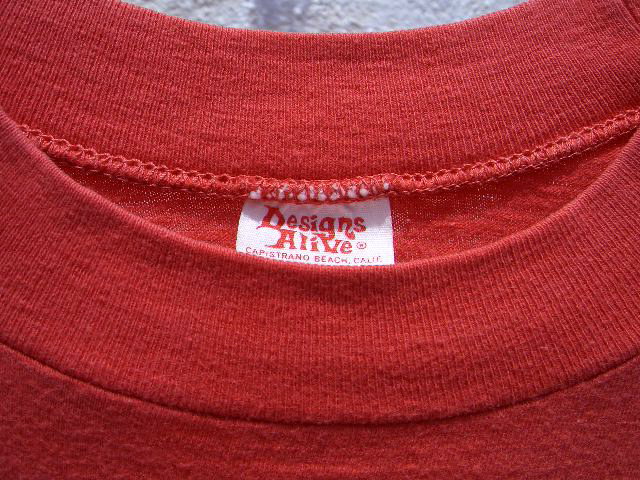 Designs
Alive®
CAPISTRANO BEACH, CALIF.